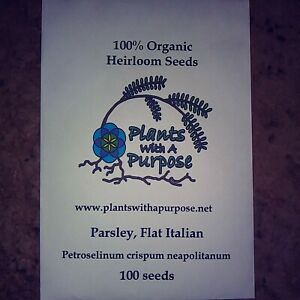 100% Organic
Heirloom Seeds
Plants
With A
Purpose
www.plantswithapurpose.net
Parsley, Flat Italian
Petroselinum crispum neapolitanum
100 seeds